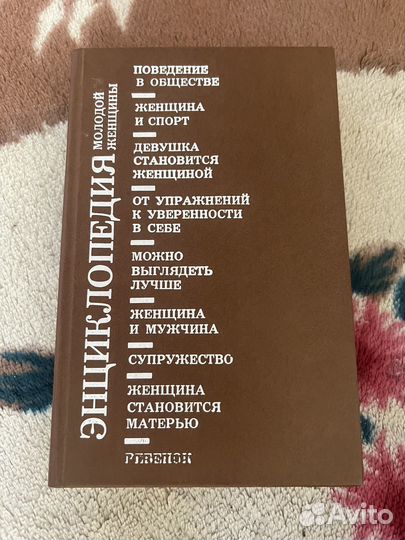 ЭНЦИКЛОПЕДИЯ
МОЛОДОЙ
ЖЕНЩИНЫ
ПОВЕДЕНИЕ
В ОБЩЕСТВЕ
ЖЕНЩИНА
И СПОРТ
ДЕВУШКА
СТАНОВИТСЯ
ЖЕНЩИНОЙ
ОТ УПРАЖНЕНИЙ
К УВЕРЕННОСТИ
В СЕБЕ
МОЖНО
ВЫГЛЯДЕТЬ
ЛУЧШЕ
ЖЕНЩИНА
И МУЖЧИНА
СУПРУЖЕСТВО
ЖЕНЩИНА
СТАНОВИТСЯ
МАТЕРЬЮ
РЕБЕНОК
Avito